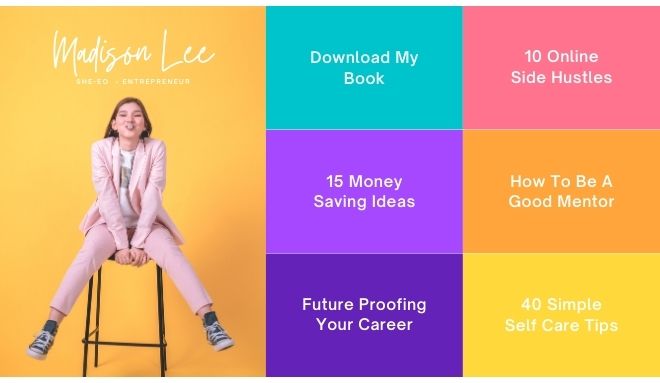 Madison Lee
SHE-EO • ENTREPRENEUR
Download My
Book
10 Online
Side Hustles
15 Money
Saving Ideas
How To Be A
Good Mentor
Future Proofing
Your Career
40 Simple
Self Care Tips